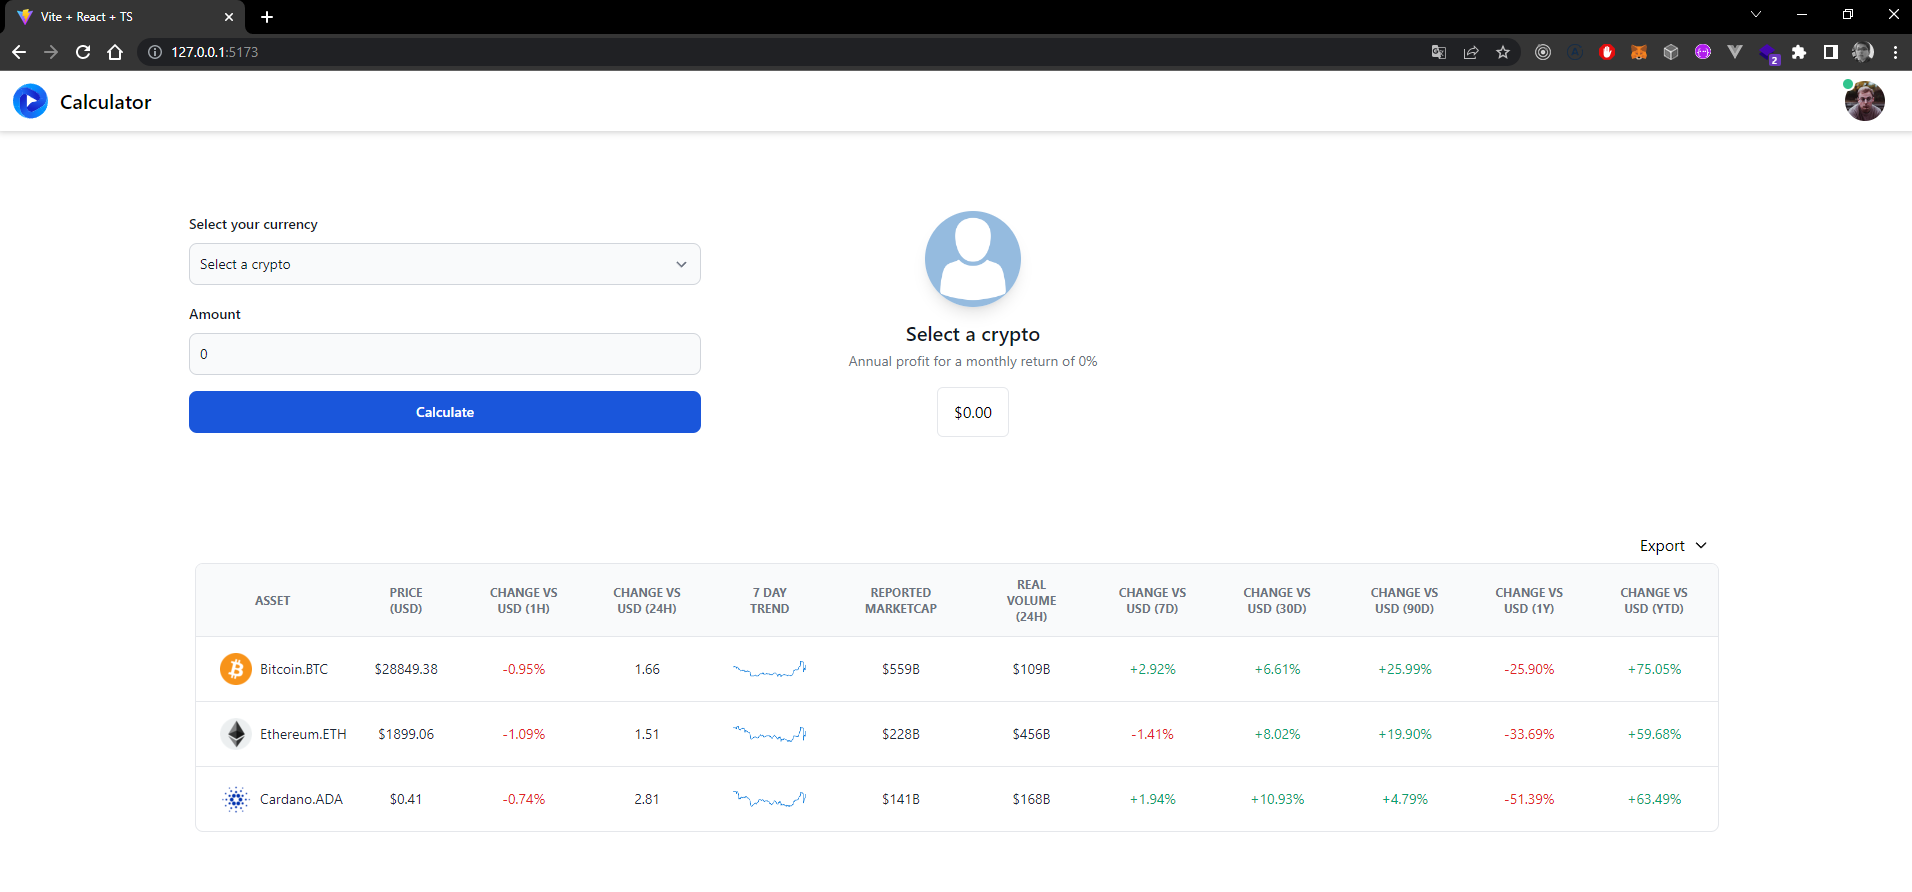 Vite + React + TS
127.0.0.1:5173
2
Calculator
Select your currency
Select a crypto
Amount
0
Calculate
Select a crypto
Annual profit for a monthly return of 0%
$0.00
Export
ASSET PRICE (USD) CHANGE VS USD (1H) CHANGE VS USD (24H) 7 DAY TREND REPORTED MARKETCAP REAL VOLUME (24H) CHANGE VS USD (7D) CHANGE VS USD (30D) CHANGE VS USD (90D) CHANGE VS USD (1Y) CHANGE VS USD (YTD)
Bitcoin.BTC $28849.38 -0.95% 1.66 $559B $109B +2.92% +6.61% +25.99% -25.90% +75.05%
Ethereum.ETH $1899.06 -1.09% 1.51 $228B $456B -1.41% +8.02% +19.90% -33.69% +59.68%
Cardano.ADA $0.41 -0.74% 2.81 $141B $168B +1.94% +10.93% +4.79% -51.39% +63.49%